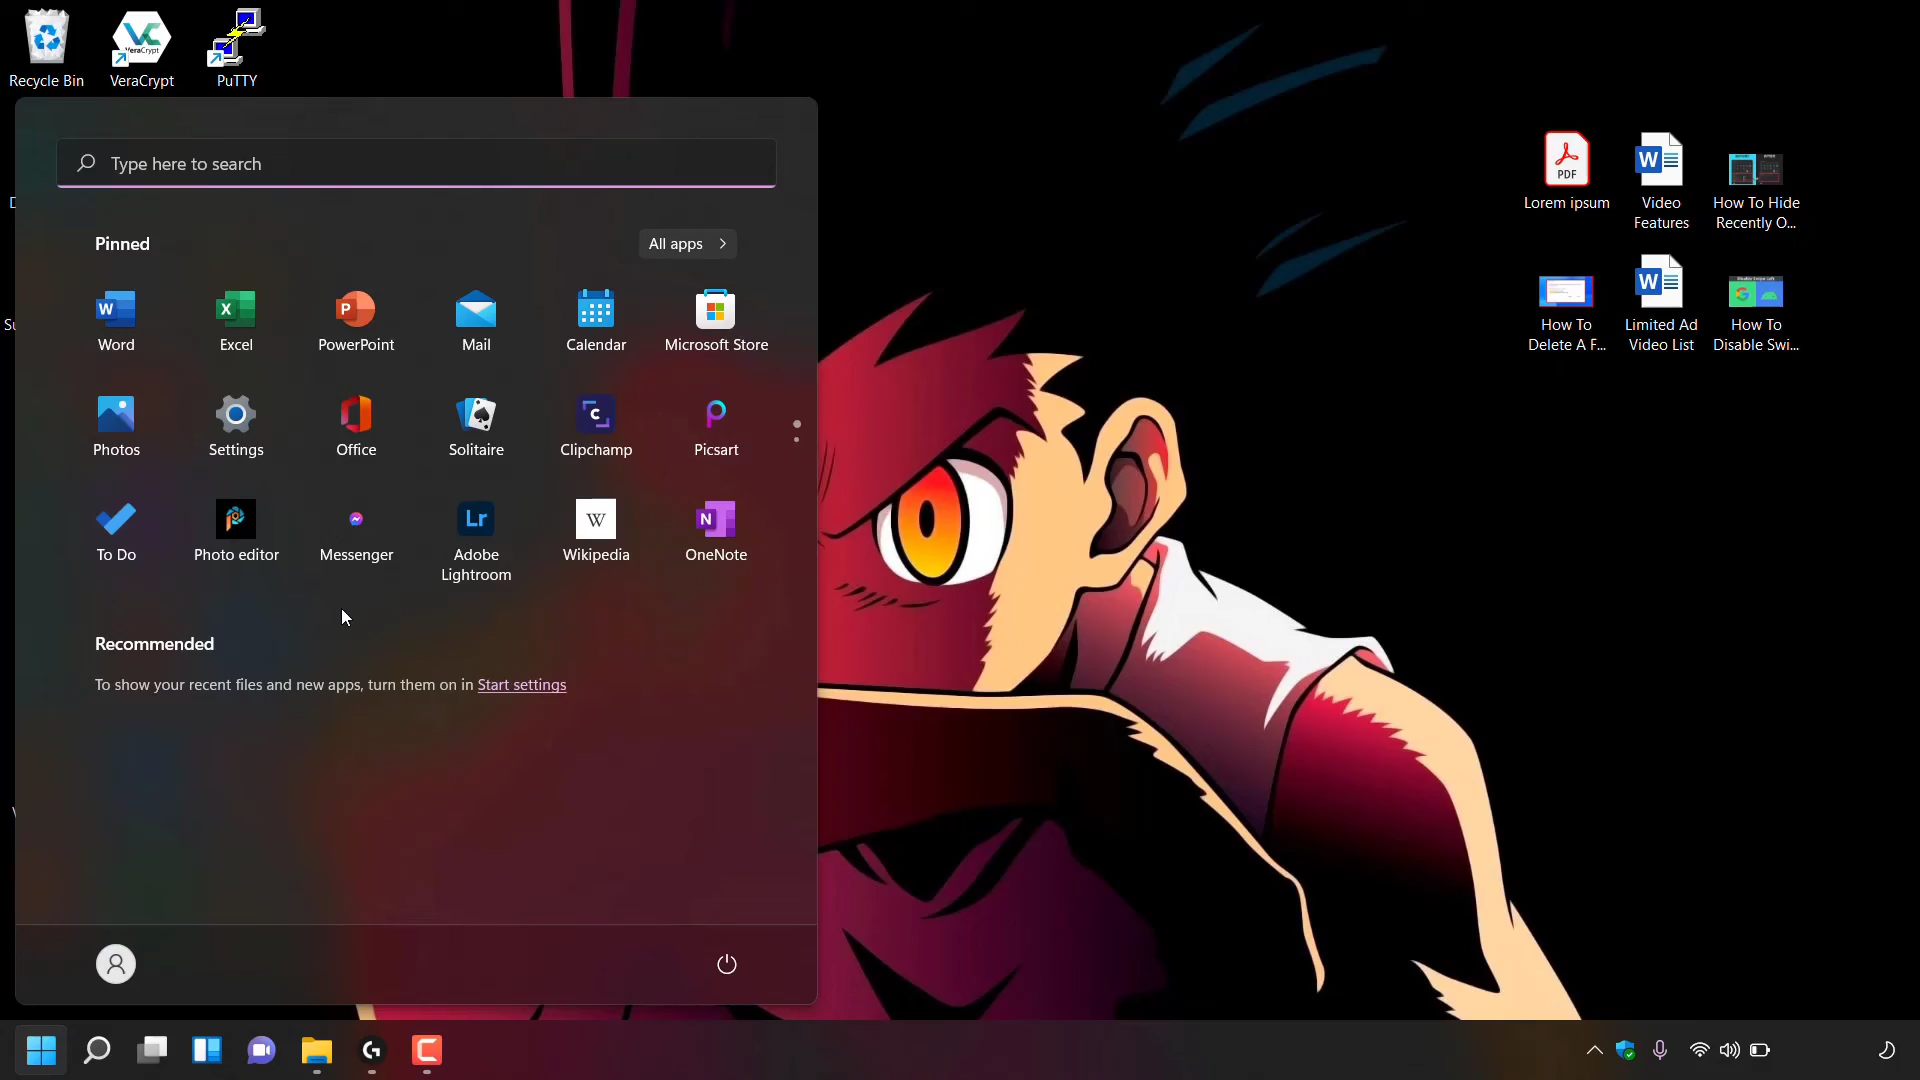 Recycle Bin
VeraCrypt
PuTTY
Type here to search
Pinned
All apps
Word
Excel
PowerPoint
Mail
Calendar
Microsoft Store
Photos
Settings
Office
Solitaire
Clipchamp
Picsart
To Do
Photo editor
Messenger
Adobe
Lightroom
Wikipedia
OneNote
Recommended
To show your recent files and new apps, turn them on in Start settings
PDF
Lorem ipsum
Video
Features
How To Hide
Recently O...
How To
Delete A F...
Limited Ad
Video List
How To
Disable Swi...